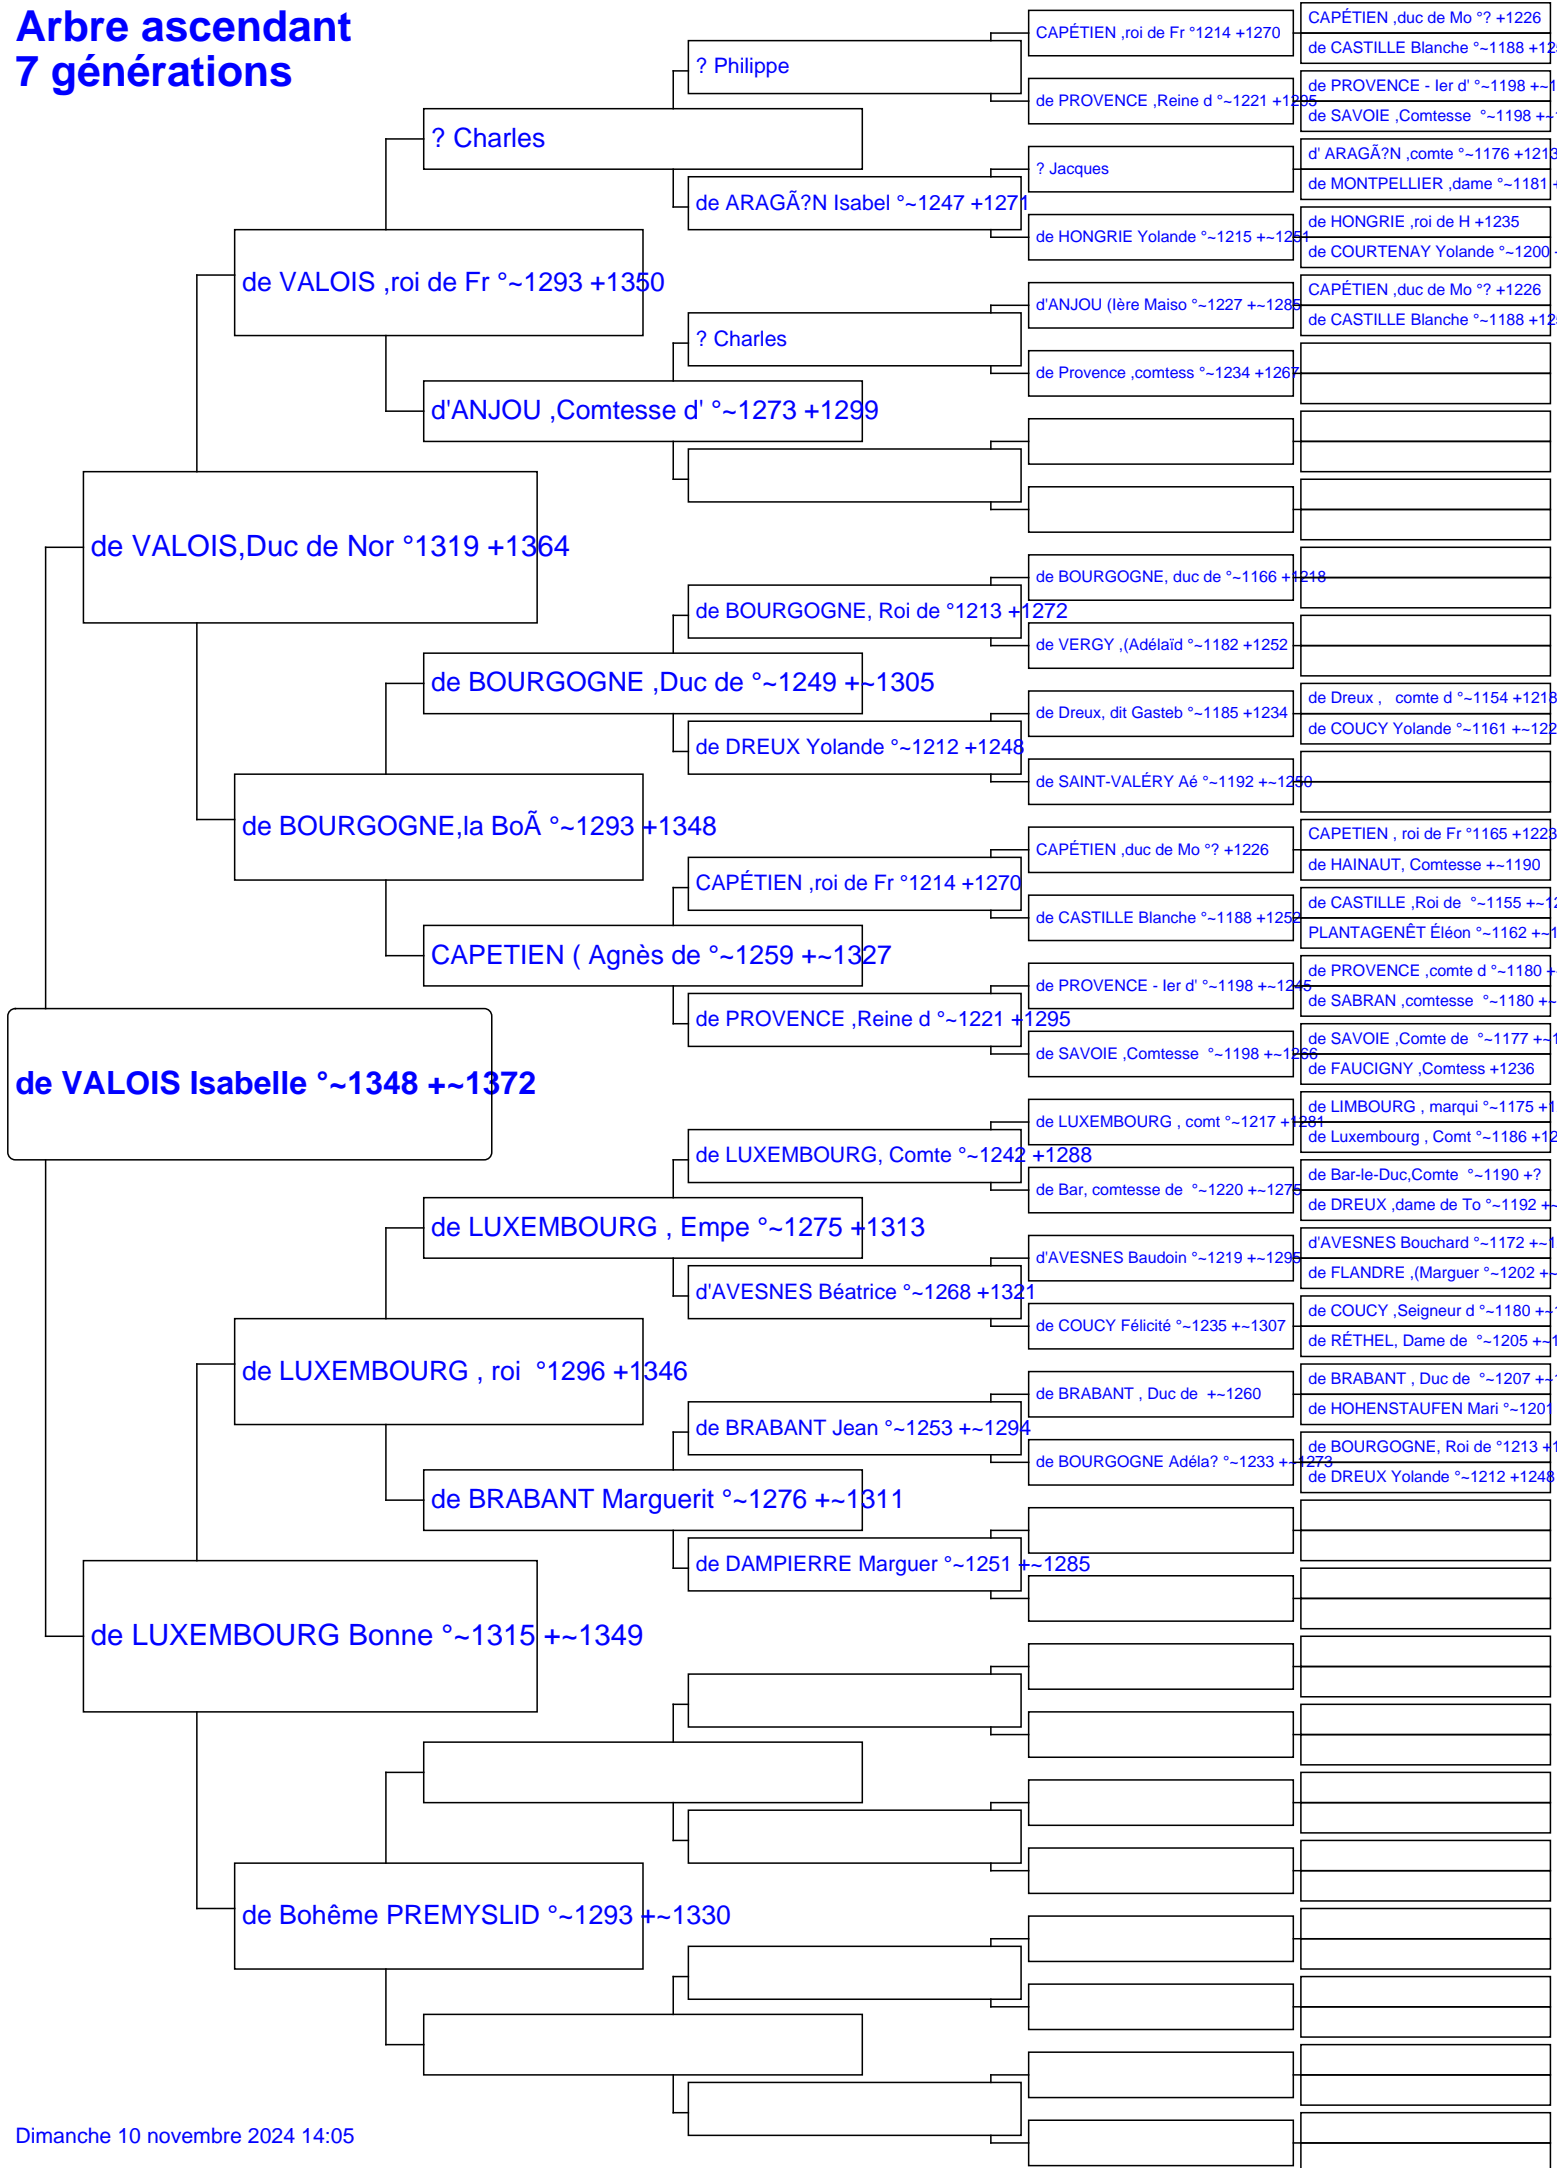 Arbre ascendant
7 générations
CAPÉTIEN ,duc de Mo °? +1226
CAPÉTIEN ,roi de Fr °1214 +1270
de CASTILLE Blanche °~1188 +12
? Philippe
de PROVENCE - Ier d' °~1198 +~1
de PROVENCE ,Reine d °~1221 +1295
de SAVOIE ,Comtesse °~1198 +~
? Charles
d' ARAGÃ?N ,comte °~1176 +1213
? Jacques
de MONTPELLIER ,dame °~1181 +
de ARAGÃ?N Isabel °~1247 +1271
de HONGRIE ,roi de H +1235
de HONGRIE Yolande °~1215 +~1251
de COURTENAY Yolande °~1200 +
de VALOIS ,roi de Fr °~1293 +1350
CAPÉTIEN ,duc de Mo °? +1226
d'ANJOU (Ière Maiso °~1227 +~1285
de CASTILLE Blanche °~1188 +12
? Charles
de Provence ,comtess °~1234 +1267
d'ANJOU ,Comtesse d' °~1273 +1299
de VALOIS,Duc de Nor °1319 +1364
de BOURGOGNE, duc de °~1166 +1218
de BOURGOGNE, Roi de °1213 +1272
de VERGY ,(Adélaïd °~1182 +1252
de BOURGOGNE ,Duc de °~1249 +~1305
de Dreux , comte d °~1154 +1218
de Dreux, dit Gasteb °~1185 +1234
de COUCY Yolande °~1161 +~122
de DREUX Yolande °~1212 +1248
de SAINT-VALÉRY Aé °~1192 +~1250
de BOURGOGNE,la BoÃ °~1293 +1348
CAPETIEN , roi de Fr °1165 +1223
CAPÉTIEN ,duc de Mo °? +1226
de HAINAUT, Comtesse +~1190
CAPÉTIEN ,roi de Fr °1214 +1270
de CASTILLE ,Roi de °~1155 +~12
de CASTILLE Blanche °~1188 +1252
PLANTAGENÊT Éléon °~1162 +~1
CAPETIEN ( Agnès de °~1259 +~1327
de PROVENCE ,comte d °~1180 +
de PROVENCE - Ier d' °~1198 +~1245
de SABRAN ,comtesse °~1180 +~
de PROVENCE ,Reine d °~1221 +1295
de SAVOIE ,Comte de °~1177 +~1
de SAVOIE ,Comtesse °~1198 +~1266
de FAUCIGNY ,Comtess +1236
de VALOIS Isabelle °~1348 +~1372
de LIMBOURG , marqui °~1175 +1
de LUXEMBOURG , comt °~1217 +1281
de Luxembourg , Comt °~1186 +12
de LUXEMBOURG, Comte °~1242 +1288
de Bar-le-Duc,Comte °~1190 +?
de Bar, comtesse de °~1220 +~1275
de DREUX ,dame de To °~1192 +~
de LUXEMBOURG , Empe °~1275 +1313
d'AVESNES Bouchard °~1172 +~1
d'AVESNES Baudoin °~1219 +~1295
de FLANDRE ,(Marguer °~1202 +~
d'AVESNES Béatrice °~1268 +1321
de COUCY ,Seigneur d °~1180 +~1
de COUCY Félicité °~1235 +~1307
de RÉTHEL, Dame de °~1205 +~1
de LUXEMBOURG , roi °1296 +1346
de BRABANT , Duc de °~1207 +~1
de BRABANT , Duc de +~1260
de HOHENSTAUFEN Mari °~1201
de BRABANT Jean °~1253 +~1294
de BOURGOGNE, Roi de °1213 +1
de BOURGOGNE Adéla? °~1233 +~1273
de DREUX Yolande °~1212 +1248
de BRABANT Marguerit °~1276 +~1311
de DAMPIERRE Marguer °~1251 +~1285
de LUXEMBOURG Bonne °~1315 +~1349
de Bohême PREMYSLID °~1293 +~1330
Dimanche 10 novembre 2024 14:05